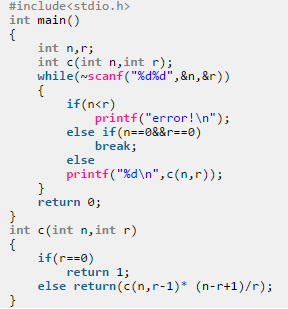 #include<stdio.h>
int main()
{
    int n,r;
    int c(int n,int r);
    while(~scanf("%d%d",&n,&r))
    {
        if(n<r)
            printf("error!\n");
        else if(n==0&&r==0)
            break;
        else
        printf("%d\n",c(n,r));
    }
    return 0;
}
int c(int n,int r)
{
    if(r==0)
        return 1;
    else return(c(n,r-1)* (n-r+1)/r);
}